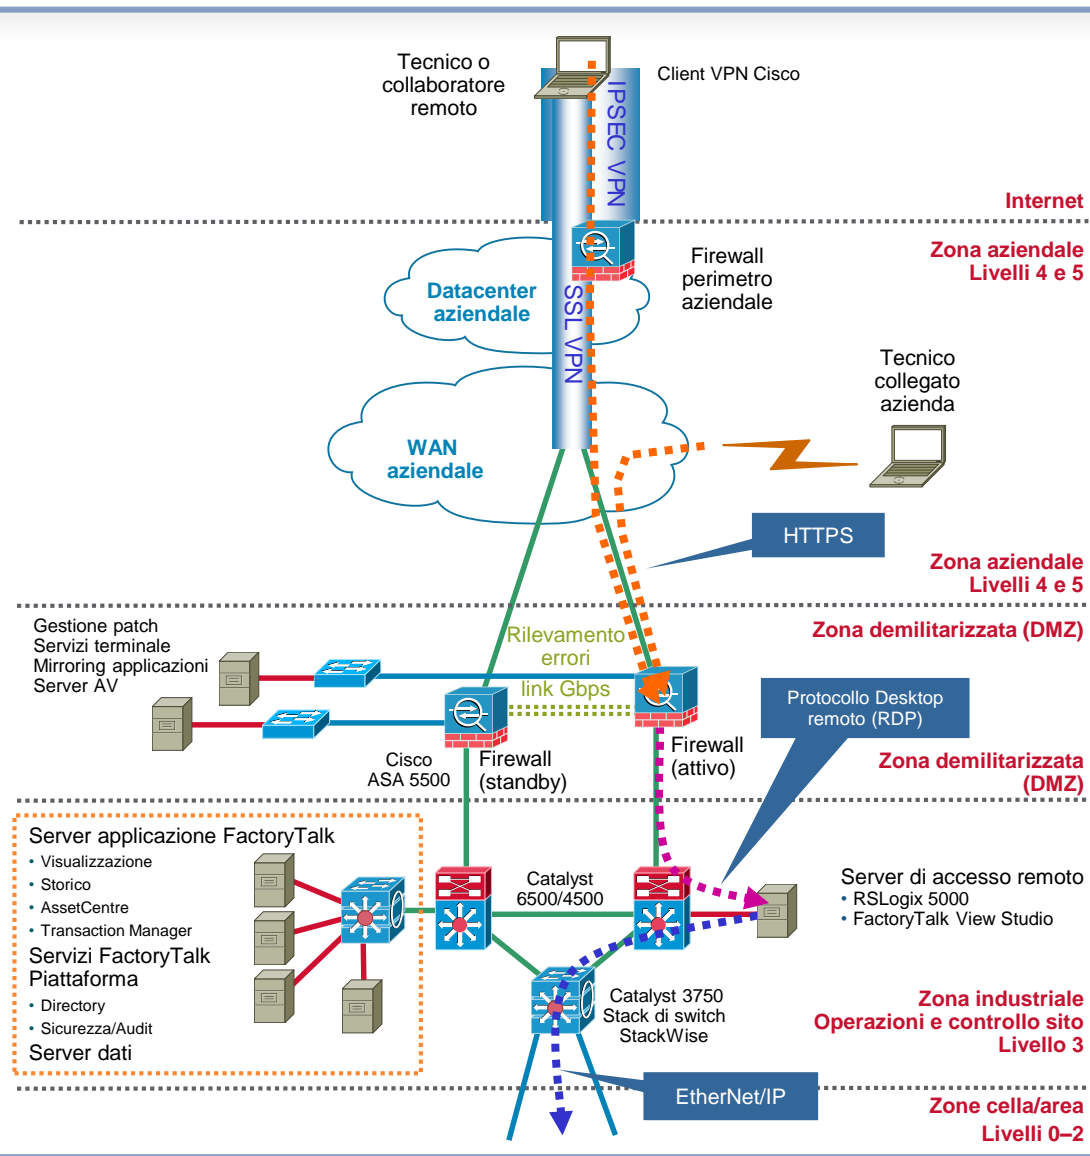 Tecnico o
collaboratore
remoto
Client VPN Cisco
IPSEC VPN
Internet
Zona aziendale
Livelli 4 e 5
Firewall
perimetro
aziendale
Datacenter
aziendale
SSL VPN
Tecnico
collegato
azienda
WAN
aziendale
HTTPS
Zona aziendale
Livelli 4 e 5
Zona demilitarizzata (DMZ)
Gestione patch
Servizi terminale
Mirroring applicazioni
Server AV
Rilevamento
errori
link Gbps
Protocollo Desktop
remoto (RDP)
Cisco
ASA 5500
Firewall
(standby)
Firewall
(attivo)
Zona demilitarizzata
(DMZ)
Server applicazione FactoryTalk
• Visualizzazione
• Storico
• AssetCentre
• Transaction Manager
Servizi FactoryTalk
Piattaforma
• Directory
• Sicurezza/Audit
Server dati
Catalyst
6500/4500
Server di accesso remoto
• RSLogix 5000
• FactoryTalk View Studio
Catalyst 3750
Stack di switch
StackWise
Zona industriale
Operazioni e controllo sito
Livello 3
EtherNet/IP
Zone cella/area
Livelli 0–2